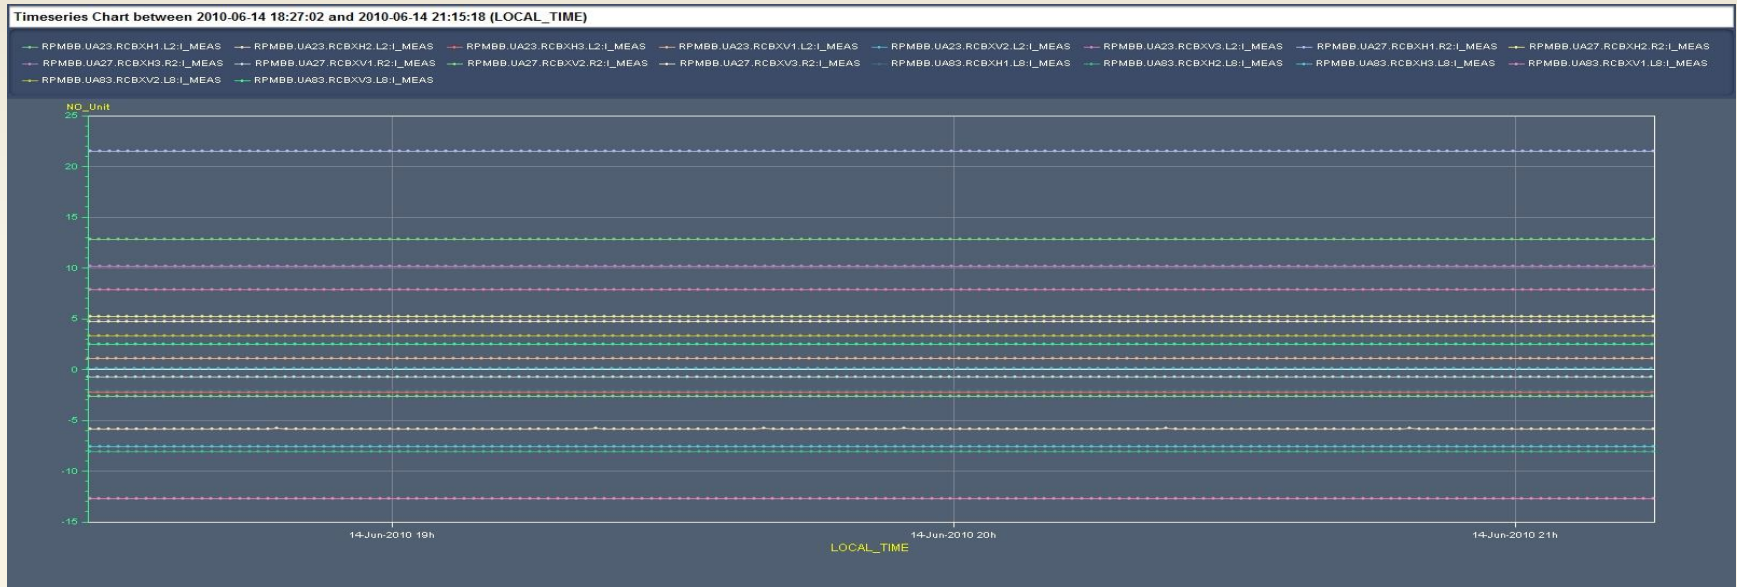 Timeseries Chart between 2010-06-14 18:27:02 and 2010-06-14 21:15:18 (LOCAL_TIME)
RPMBB.UA23.RCBXH1.L2:I_MEAS RPMBB.UA23.RCBXH2.L2:I_MEAS RPMBB.UA23.RCBXH3.L2:I_MEAS RPMBB.UA23.RCBXV1.L2:I_MEAS RPMBB.UA23.RCBXV2.L2:I_MEAS RPMBB.UA23.RCBXV3.L2:I_MEAS RPMBB.UA27.RCBXH1.R2:I_MEAS RPMBB.UA27.RCBXH2.R2:I_MEAS
RPMBB.UA27.RCBXH3.R2:I_MEAS RPMBB.UA27.RCBXV1.R2:I_MEAS RPMBB.UA27.RCBXV2.R2:I_MEAS RPMBB.UA27.RCBXV3.R2:I_MEAS RPMBB.UA83.RCBXH1.L8:I_MEAS RPMBB.UA83.RCBXH2.L8:I_MEAS RPMBB.UA83.RCBXH3.L8:I_MEAS RPMBB.UA83.RCBXV1.L8:I_MEAS
RPMBB.UA83.RCBXV2.L8:I_MEAS RPMBB.UA83.RCBXV3.L8:I_MEAS
NO_Unit
25
20
15
10
5
0
-5
-10
-15
14-Jun-2010 19h 14-Jun-2010 20h 14-Jun-2010 21h
LOCAL_TIME